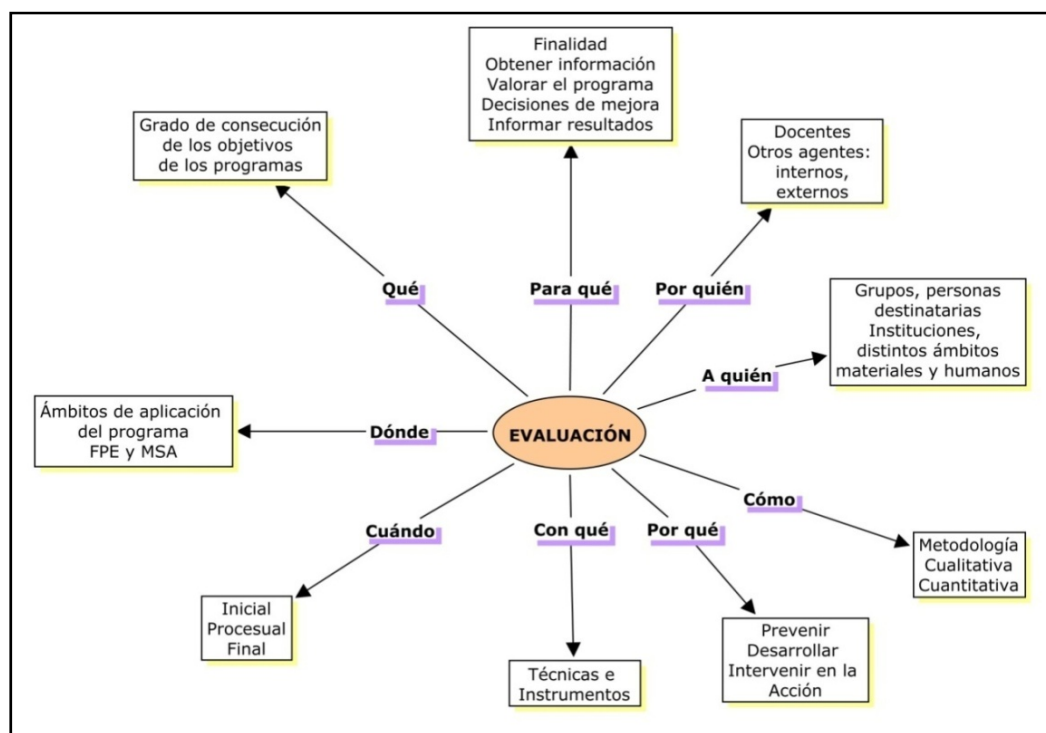 Finalidad
Obtener información
Valorar el programa
Decisiones de mejora
Informar resultados
Grado de consecución
de los objetivos
de los programas
Docentes
Otros agentes:
internos,
externos
Qué
Para qué
Por quién
Grupos, personas
destinatarias
Instituciones,
distintos ámbitos
materiales y humanos
A quién
Ámbitos de aplicación
del programa
FPE y MSA
Dónde
EVALUACIÓN
Cómo
Cuándo
Con qué
Por qué
Metodología
Cualitativa
Cuantitativa
Inicial
Procesual
Final
Técnicas e
Instrumentos
Prevenir
Desarrollar
Intervenir en la
Acción